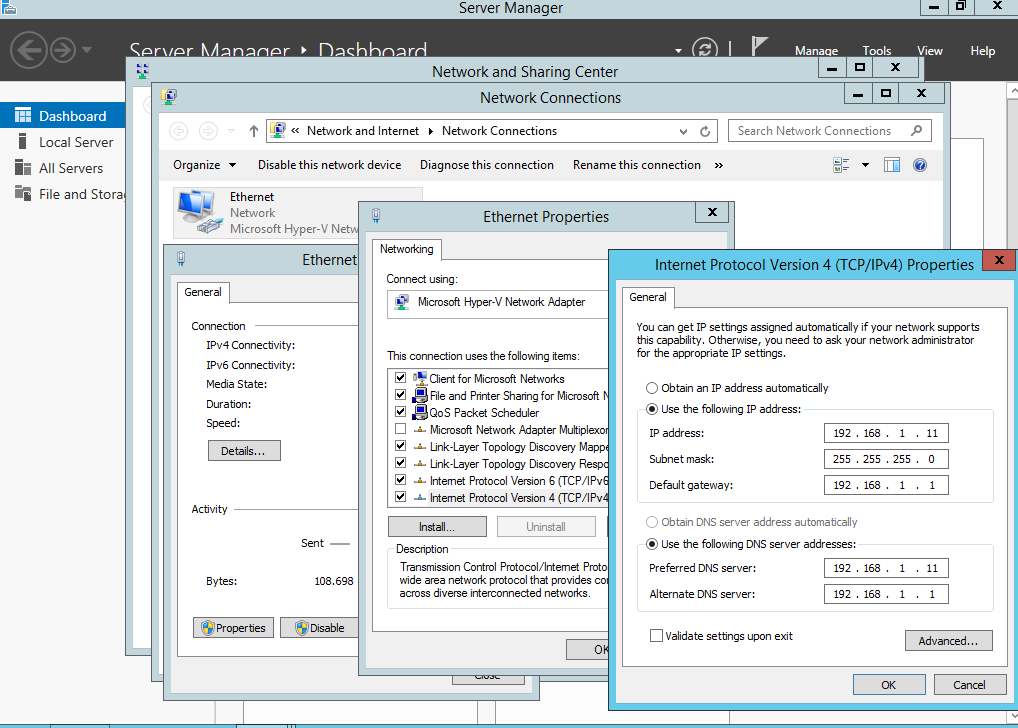 Server Manager
Server Manager ‣ Dashboard
Manage Tools View Help
Dashboard
Local Server
All Servers
File and Stora
Network and Sharing Center
Network Connections
« Network and Internet ▸ Network Connections
Search Network Connections
Organize Disable this network device Diagnose this connection Rename this connection »
Ethernet
Network
Microsoft Hyper-V Netw
Ethernet
General
Connection
IPv4 Connectivity:
IPv6 Connectivity:
Media State:
Duration:
Speed:
Details...
Activity
Sent
Bytes: 108.698
Properties Disable
Close
Ethernet Properties
Networking
Connect using:
Microsoft Hyper-V Network Adapter
This connection uses the following items:
Client for Microsoft Networks
File and Printer Sharing for Microsoft N
QoS Packet Scheduler
Microsoft Network Adapter Multiplexor
Link-Layer Topology Discovery Mappe
Link-Layer Topology Discovery Respo
Internet Protocol Version 6 (TCP/IPv6
Internet Protocol Version 4 (TCP/IPv4
Install... Uninstall
Description
Transmission Control Protocol/Internet Proto
wide area network protocol that provides co
across diverse interconnected networks.
OK
Internet Protocol Version 4 (TCP/IPv4) Properties
General
You can get IP settings assigned automatically if your network supports
this capability. Otherwise, you need to ask your network administrator
for the appropriate IP settings.
Obtain an IP address automatically
Use the following IP address:
IP address: 192 . 168 . 1 . 11
Subnet mask: 255 . 255 . 255 . 0
Default gateway: 192 . 168 . 1 . 1
Obtain DNS server address automatically
Use the following DNS server addresses:
Preferred DNS server: 192 . 168 . 1 . 11
Alternate DNS server: 192 . 168 . 1 . 1
Validate settings upon exit
Advanced...
OK Cancel